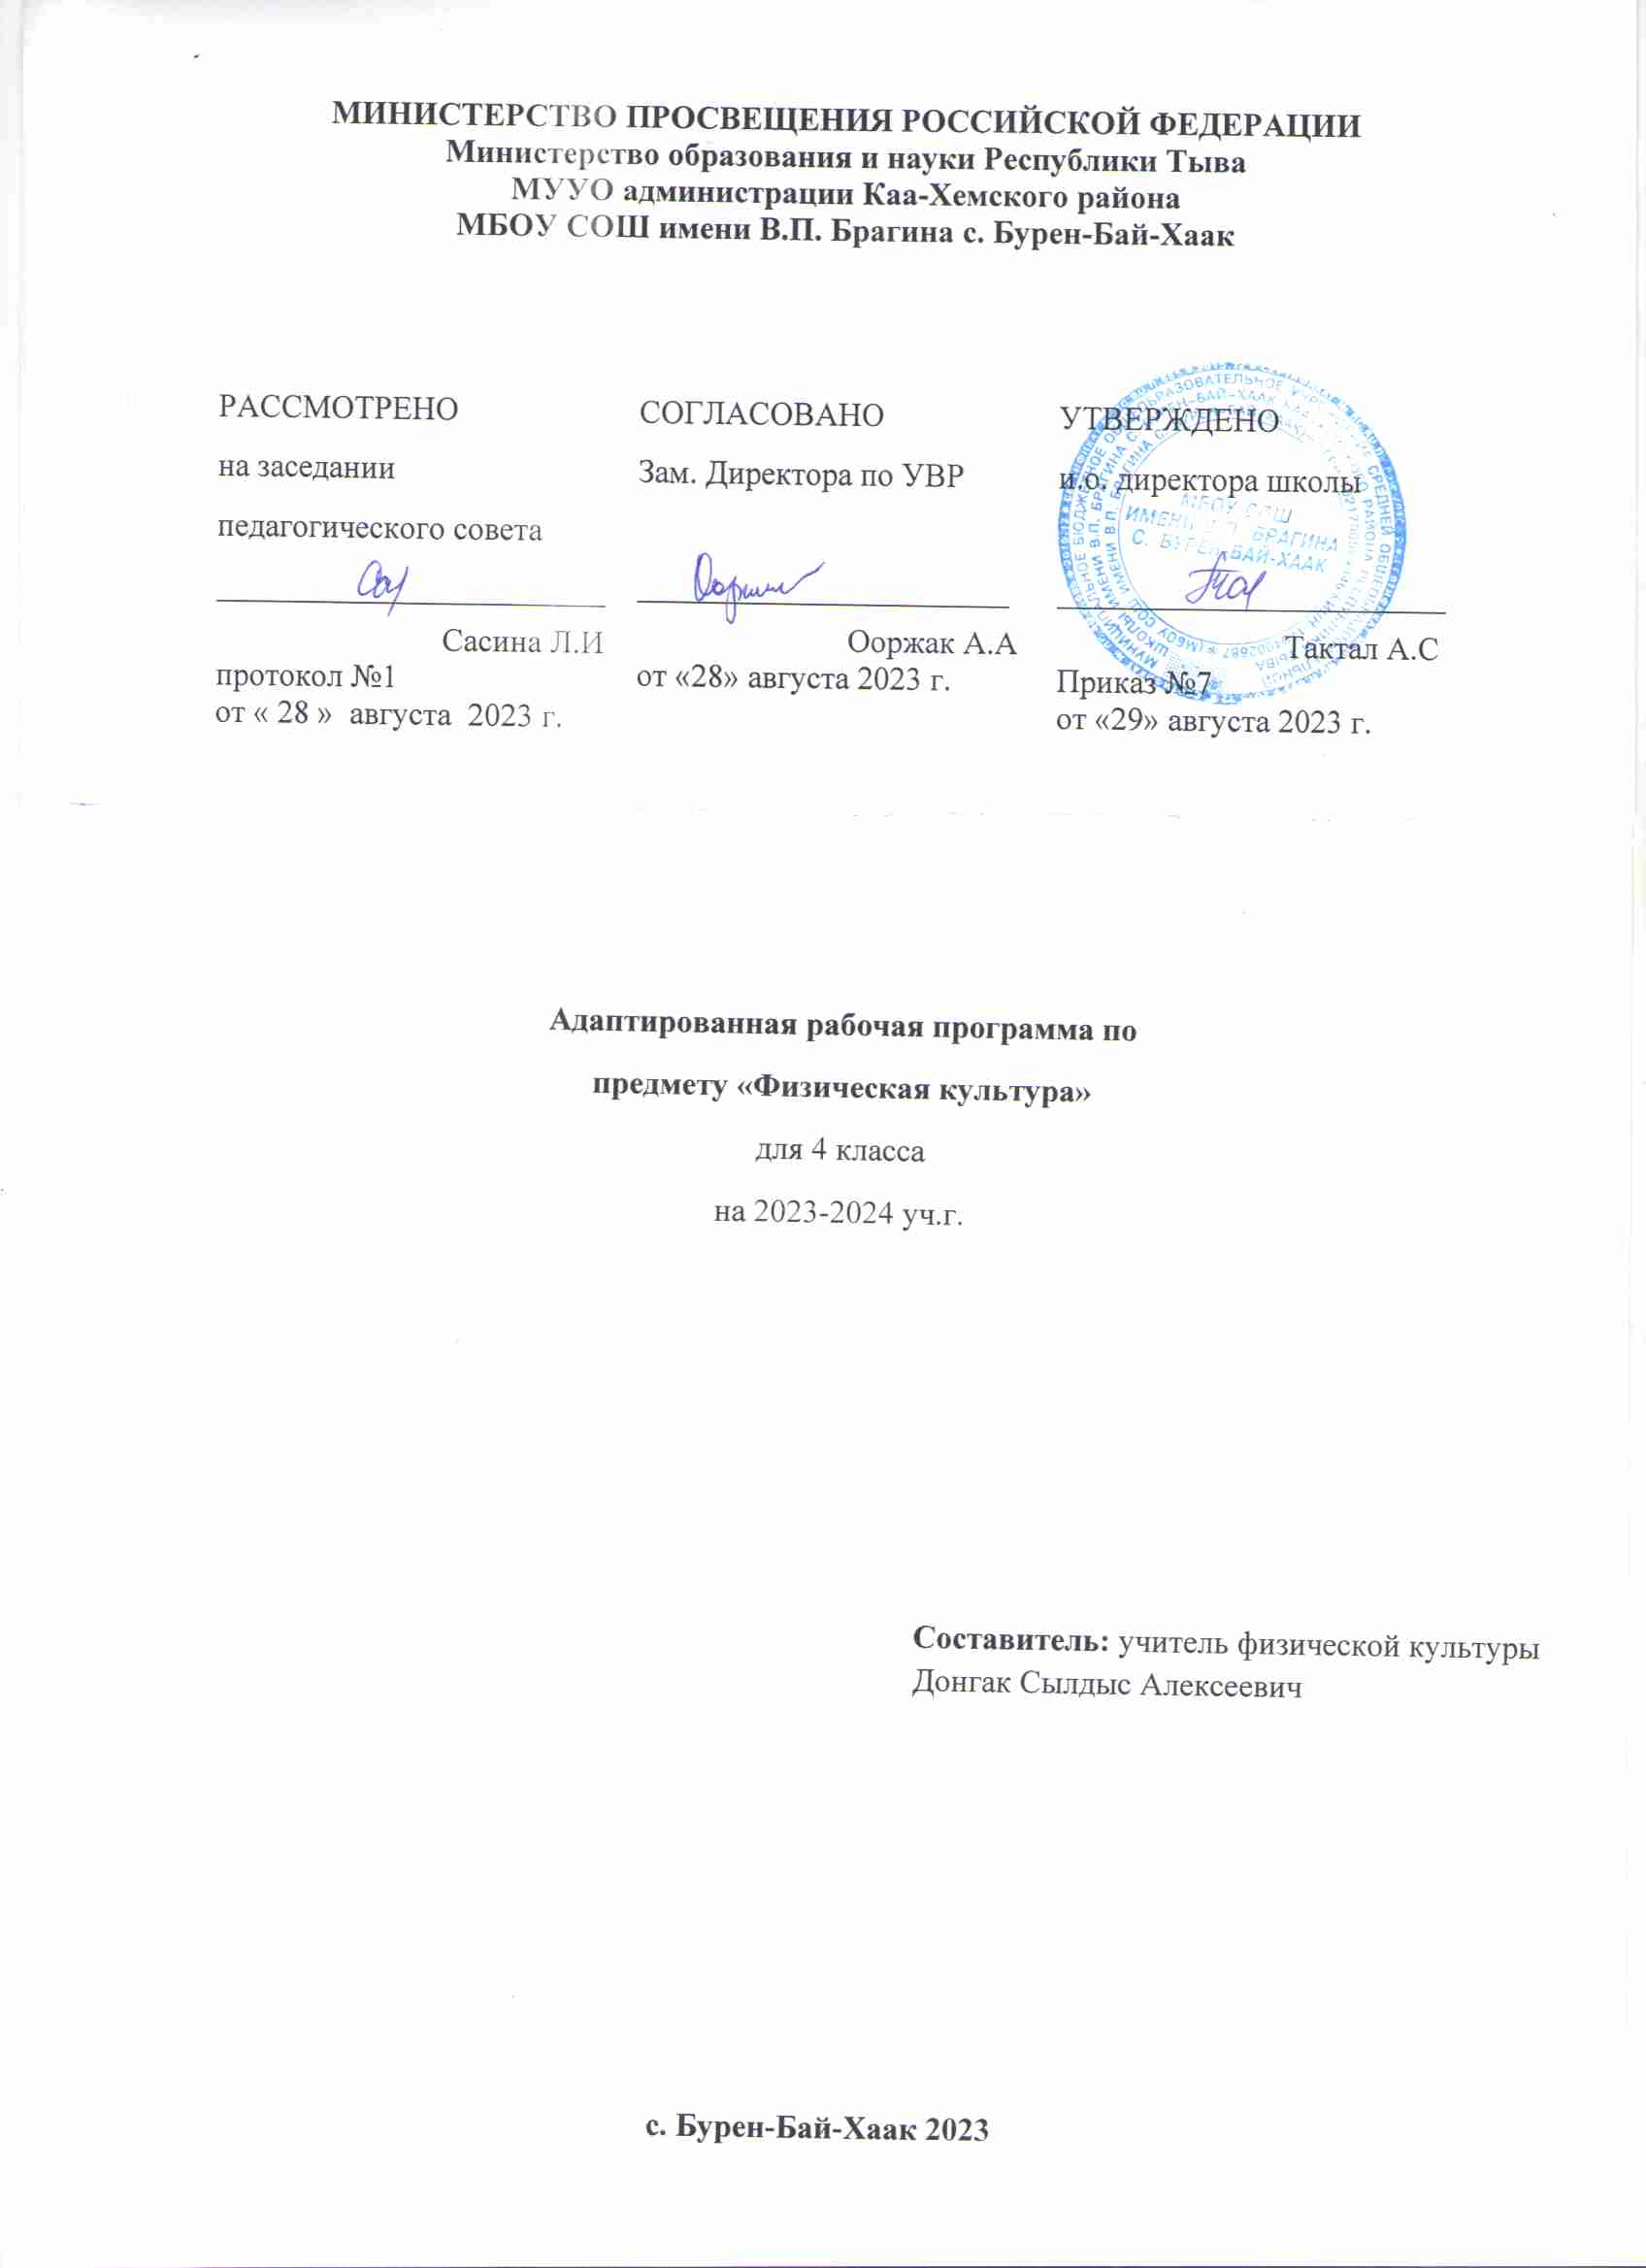 МИНИСТЕРСТВО ПРОСВЕЩЕНИЯ РОССИЙСКОЙ ФЕДЕРАЦИИ
Министерство образования и науки Республики Тыва
МУУО администрации Каа-Хемского района
МБОУ СОШ имени В.П. Брагина с. Бурен-Бай-Хаак
РАССМОТРЕНО
на заседании
педагогического совета
Сасина Л.И
протокол №1
от « 28 » августа 2023 г.
СОГЛАСОВАНО
Зам. Директора по УВР
Ооржак А.А
от «28» августа 2023 г.
УТВЕРЖДЕНО
и.о. директора школы
МБОУ СОШ
ИМЕНИ В.П. БРАГИНА
С. БУРЕН-БАЙ-ХААК
Тактал А.С
Приказ №7
от «29» августа 2023 г.
Адаптированная рабочая программа по
предмету «Физическая культура»
для 4 класса
на 2023-2024 уч.г.
Составитель: учитель физической культуры
Донгак Сылдыс Алексеевич
с. Бурен-Бай-Хаак 2023